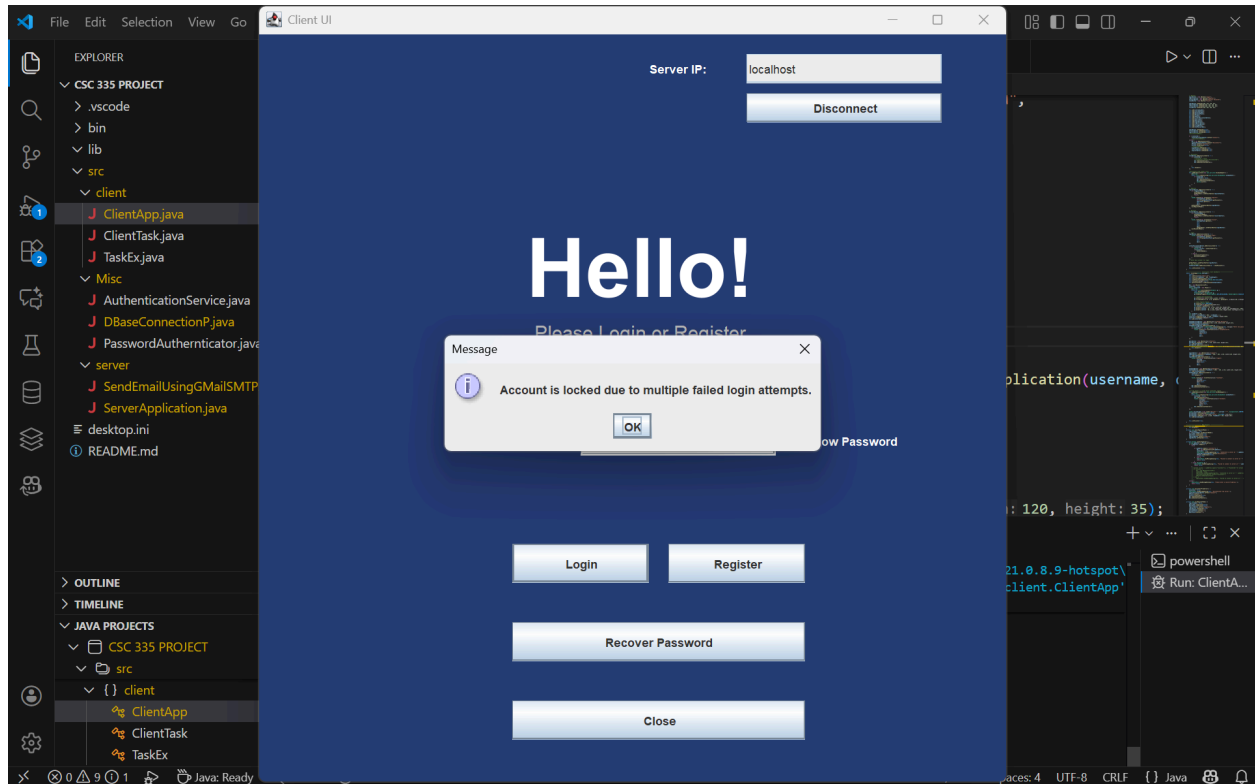 File Edit Selection View Go
Client UI
EXPLORER
CSC 335 PROJECT
.vscode
bin
lib
src
client
J ClientApp.java
J ClientTask.java
J TaskEx.java
Misc
J AuthenticationService.java
J DBaseConnectionP.java
J PasswordAuthernticator.java
server
J SendEmailUsingGMailSMTP
J ServerApplication.java
desktop.ini
README.md
OUTLINE
TIMELINE
JAVA PROJECTS
CSC 335 PROJECT
src
{ } client
ClientApp
ClientTask
TaskEx
1
2
Server IP: localhost
Disconnect
Hello!
Please Login or Register
Message
Account is locked due to multiple failed login attempts.
OK
ow Password
Login Register
Recover Password
Close
",
plication(username,
: 120, height: 35);
21.0.8.9-hotspot\
client.ClientApp'
powershell
Run: ClientA...
0 9 1 Java: Ready
paces: 4 UTF-8 CRLF { } Java